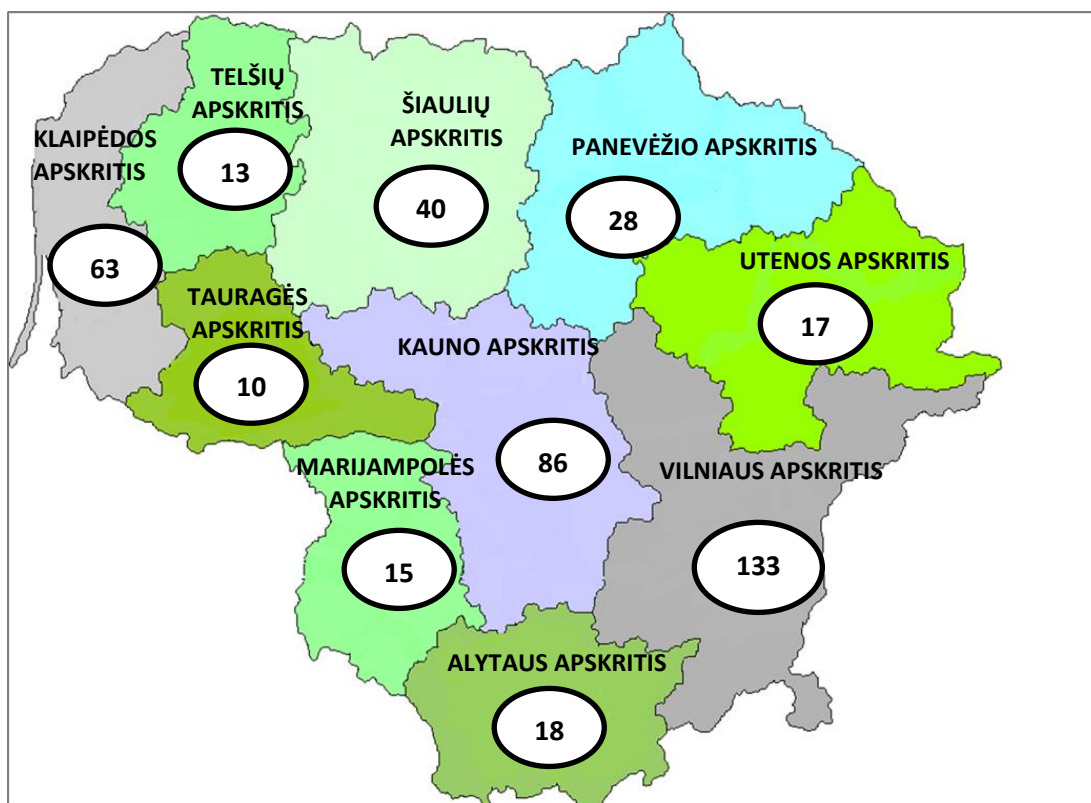 TELŠIŲ
APSKRITIS
13
ŠIAULIŲ
APSKRITIS
40
KLAIPĖDOS
APSKRITIS
63
PANEVĖŽIO APSKRITIS
28
UTENOS APSKRITIS
17
TAURAGĖS
APSKRITIS
10
KAUNO APSKRITIS
86
MARIJAMPOLĖS
APSKRITIS
15
VILNIAUS APSKRITIS
133
ALYTAUS APSKRITIS
18